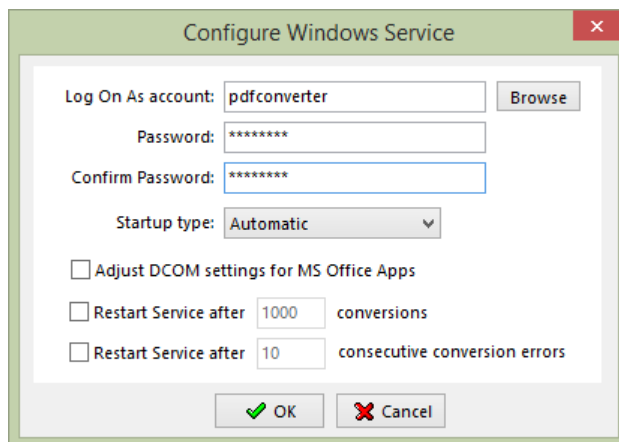 Configure Windows Service
Log On As account: pdfconverter Browse
Password: ********
Confirm Password: ********
Startup type: Automatic
Adjust DCOM settings for MS Office Apps
Restart Service after 1000 conversions
Restart Service after 10 consecutive conversion errors
OK Cancel